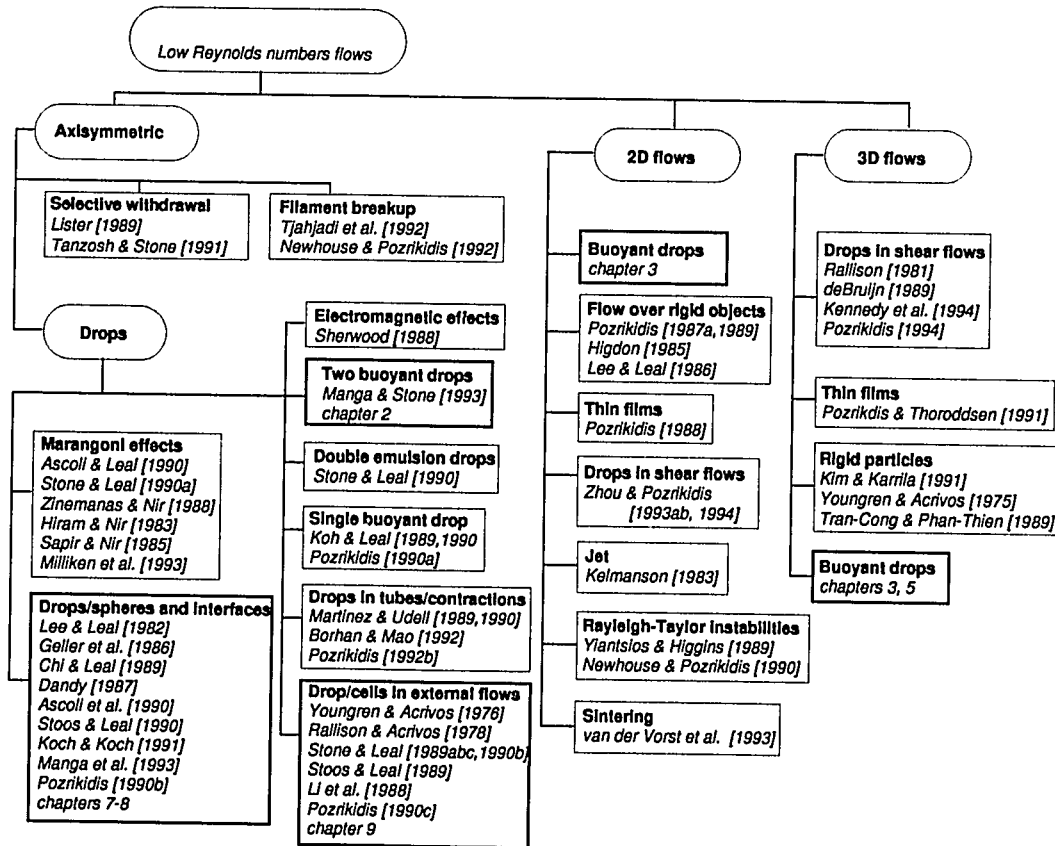 Low Reynolds numbers flows
Axisymmetric
2D flows
3D flows
Selective withdrawal
Lister [1989]
Tanzosh & Stone [1991]
Filament breakup
Tjahjadi et al. [1992]
Newhouse & Pozrikidis [1992]
Drops
Electromagnetic effects
Sherwood [1988]
Two buoyant drops
Manga & Stone [1993]
chapter 2
Marangoni effects
Ascoli & Leal [1990]
Stone & Leal [1990a]
Zinemanas & Nir [1988]
Hiram & Nir [1983]
Sapir & Nir [1985]
Milliken et al. [1993]
Double emulsion drops
Stone & Leal [1990]
Single buoyant drop
Koh & Leal [1989,1990
Pozrikidis [1990a]
Drops/spheres and interfaces
Lee & Leal [1982]
Geller et al. [1986]
Chi & Leal [1989]
Dandy [1987]
Ascoli et al. [1990]
Stoos & Leal [1990]
Koch & Koch [1991]
Manga et al. [1993]
Pozrikidis [1990b]
chapters 7-8
Drops in tubes/contractions
Martinez & Udell [1989,1990]
Borhan & Mao [1992]
Pozrikidis [1992b]
Drop/cells in external flows
Youngren & Acrivos [1976]
Rallison & Acrivos [1978]
Stone & Leal [1989abc,1990b]
Stoos & Leal [1989]
Li et al. [1988]
Pozrikidis [1990c]
chapter 9
Buoyant drops
chapter 3
Flow over rigid objects
Pozrikidis [1987a,1989]
Higdon [1985]
Lee & Leal [1986]
Thin films
Pozrikidis [1988]
Drops in shear flows
Zhou & Pozrikidis
[1993ab, 1994]
Jet
Kelmanson [1983]
Rayleigh-Taylor instabilities
Yiantsios & Higgins [1989]
Newhouse & Pozrikidis [1990]
Sintering
van der Vorst et al. [1993]
Drops in shear flows
Rallison [1981]
deBruijn [1989]
Kennedy et al. [1994]
Pozrikidis [1994]
Thin films
Pozrikdis & Thoroddsen [1991]
Rigid particles
Kim & Karrila [1991]
Youngren & Acrivos [1975]
Tran-Cong & Phan-Thien [1989]
Buoyant drops
chapters 3, 5